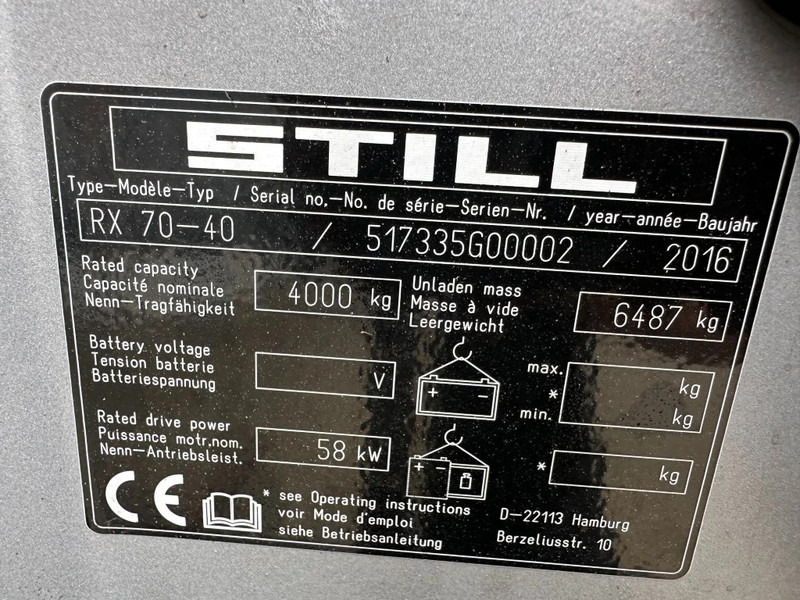 STILL
Type—Modèle—Typ / Serial no.—No. de série—Serien—Nr. / year—année—Baujahr
RX 70—40 / 517335G00002 / 2016
Rated capacity
Capacité nominale
Nenn—Tragfähigkeit
4000 kg
Unladen mass
Masse à vide
Leergewicht
6487 kg
Battery voltage
Tension batterie
Batteriespannung
V
+ −
max.
*
min.
kg
kg
Rated drive power
Puissance motr.nom.
Nenn—Antriebsleist.
58 kW
+ −
* kg
CE
* see Operating instructions
voir Mode d'emploi
siehe Betriebsanleitung
D—22113 Hamburg
Berzeliusstr. 10